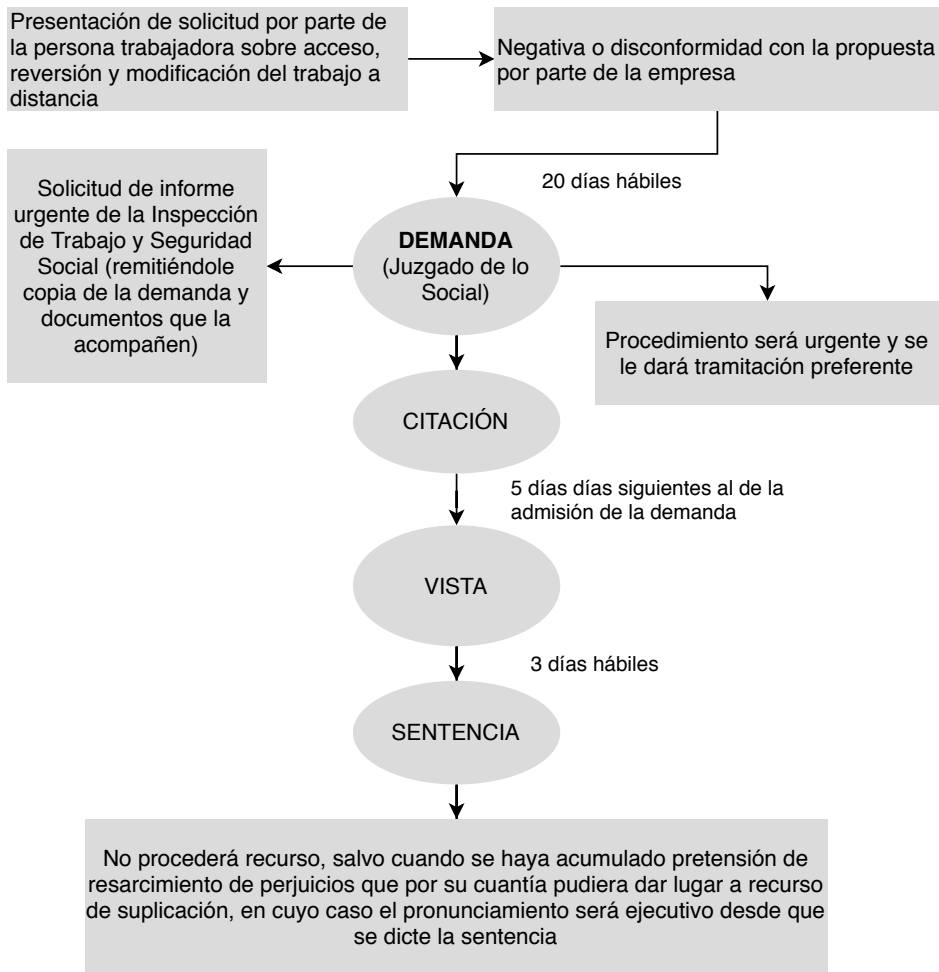 Presentación de solicitud por parte de
la persona trabajadora sobre acceso,
reversión y modificación del trabajo a
distancia
Negativa o disconformidad con la propuesta
por parte de la empresa
20 días hábiles
Solicitud de informe
urgente de la Inspección
de Trabajo y Seguridad
Social (remitiéndole
copia de la demanda y
documentos que la
acompañen)
DEMANDA
(Juzgado de lo
Social)
Procedimiento será urgente y se
le dará tramitación preferente
CITACIÓN
5 días días siguientes al de la
admisión de la demanda
VISTA
3 días hábiles
SENTENCIA
No procederá recurso, salvo cuando se haya acumulado pretensión de
resarcimiento de perjuicios que por su cuantía pudiera dar lugar a recurso
de suplicación, en cuyo caso el pronunciamiento será ejecutivo desde que
se dicte la sentencia